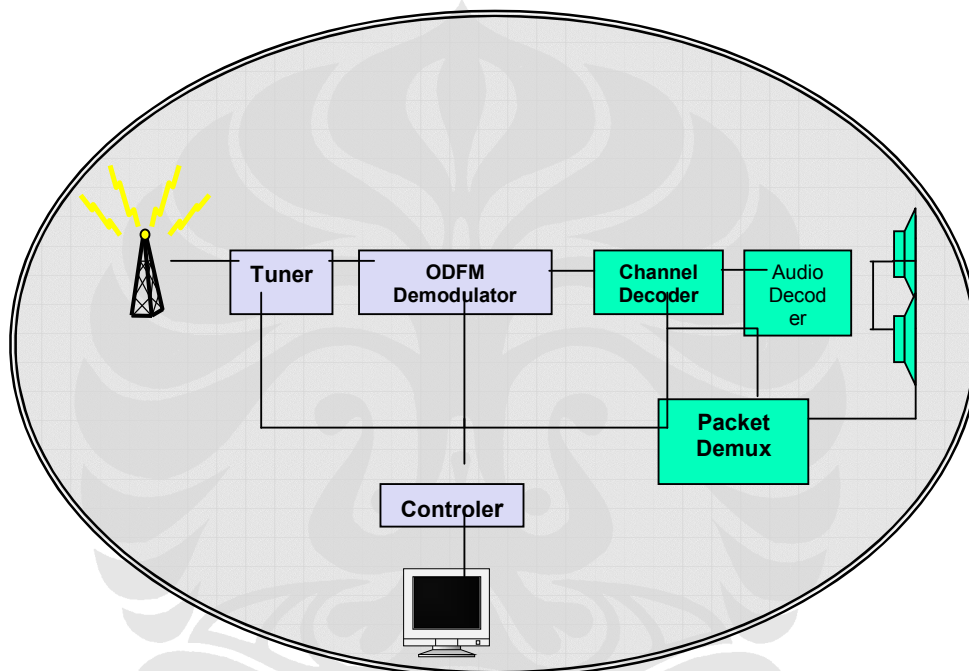 Tuner
ODFM
Demodulator
Channel
Decoder
Audio
Decod
er
Packet
Demux
Controler